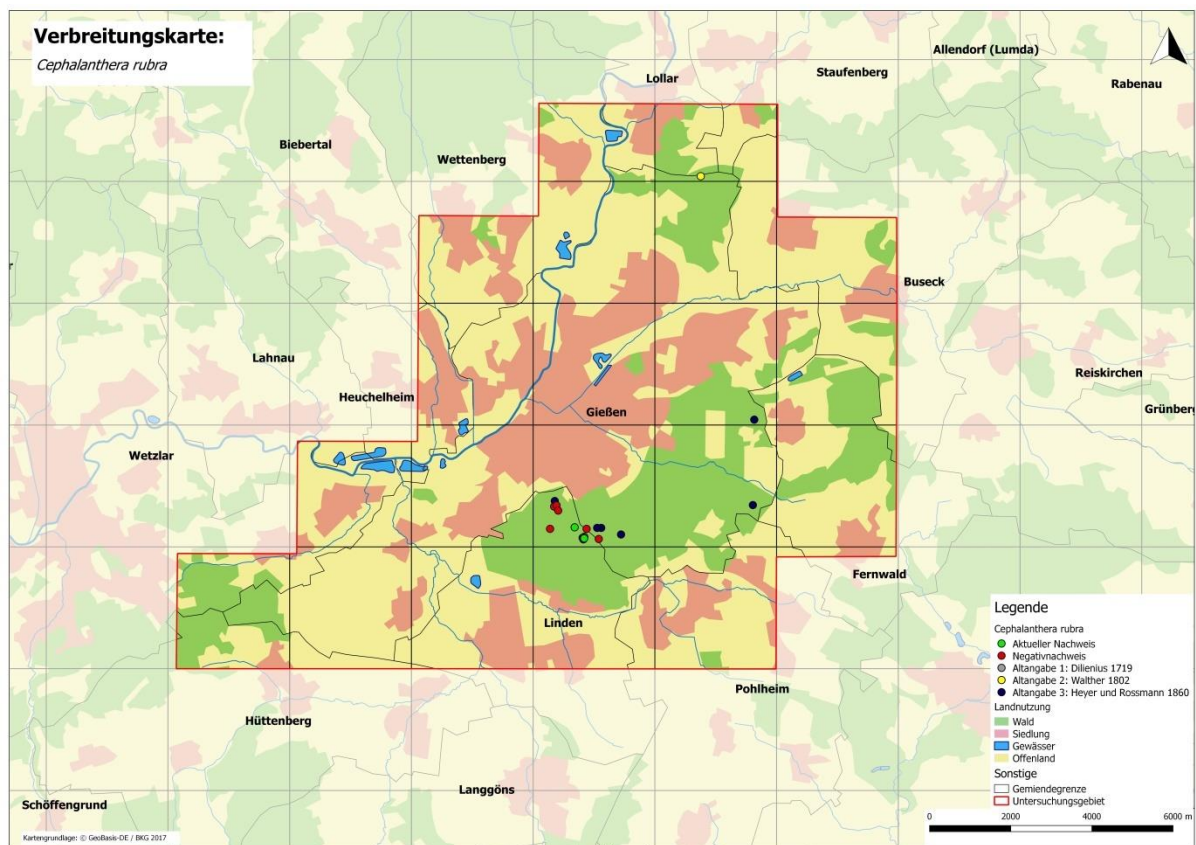 Verbreitungskarte:
Cephalanthera rubra
Allendorf (Lumda)
Staufenberg
Lollar
Rabenau
Biebertal
Wettenberg
Buseck
Lahnau
Reiskirchen
Heuchelheim
Gießen
Grünberg
Wetzlar
Fernwald
Linden
Pohlheim
Hüttenberg
Langgöns
Schöffengrund
Legende
Cephalanthera rubra
Aktueller Nachweis
Negativnachweis
Altangabe 1: Dillenius 1719
Altangabe 2: Walther 1802
Altangabe 3: Heyer und Rossmann 1860
Landnutzung
Wald
Siedlung
Gewässer
Offenland
Sonstige
Gemiendegrenze
Untersuchungsgebiet
0 2000 4000 6000 m
Kartengrundlage: © GeoBasis-DE / BKG 2017